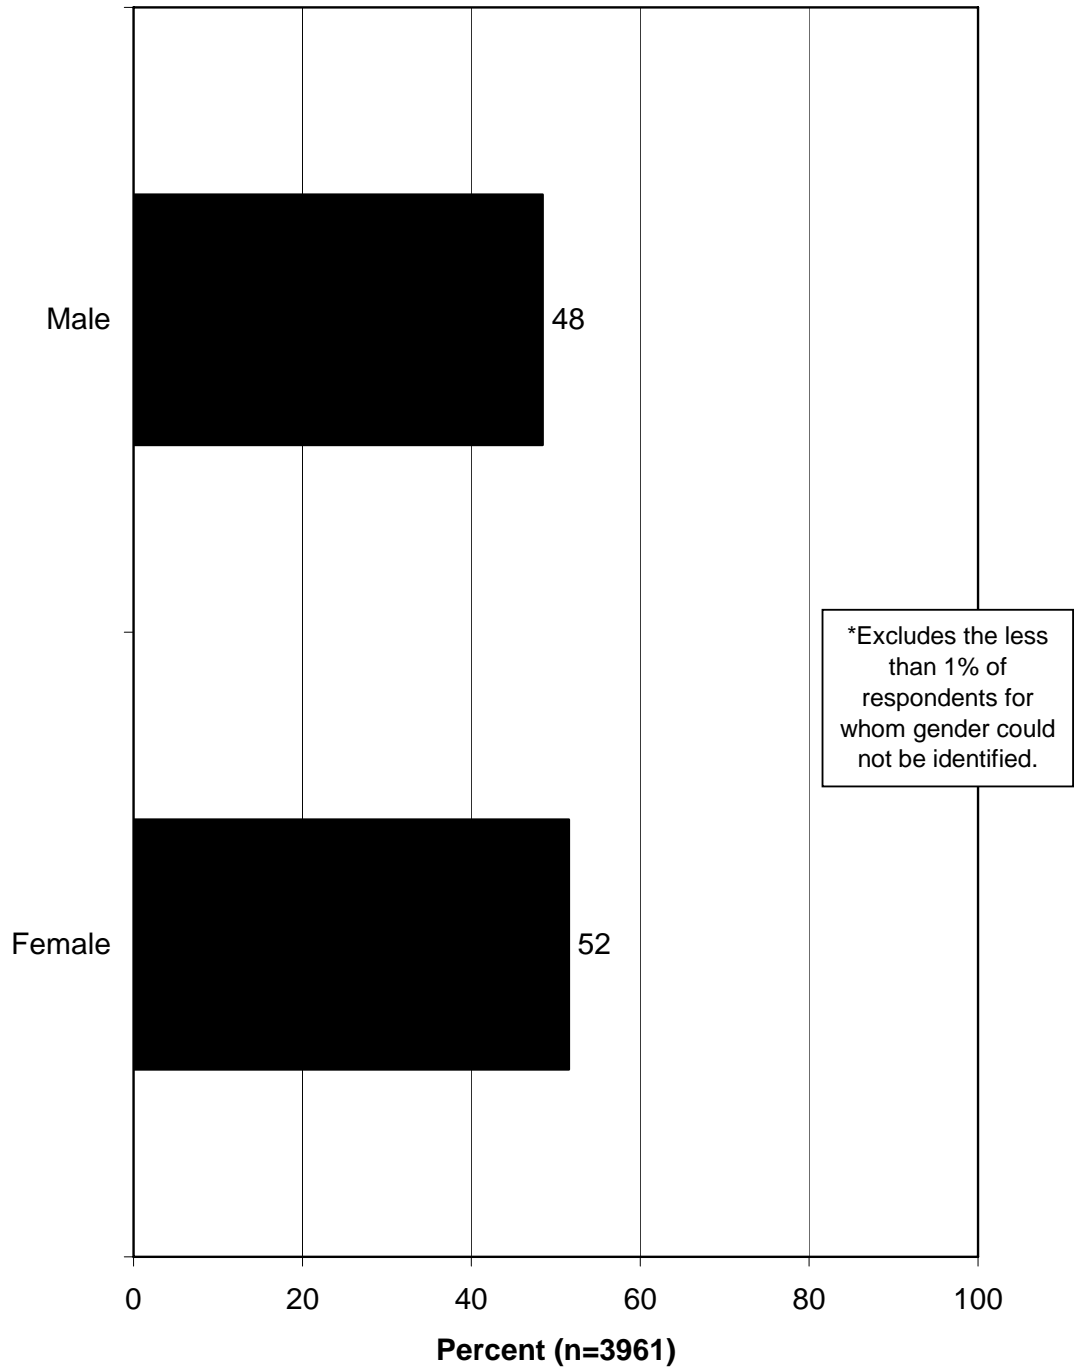 Male
48
*Excludes the less
than 1% of
respondents for
whom gender could
not be identified.
Female
52
0 20 40 60 80 100
Percent (n=3961)